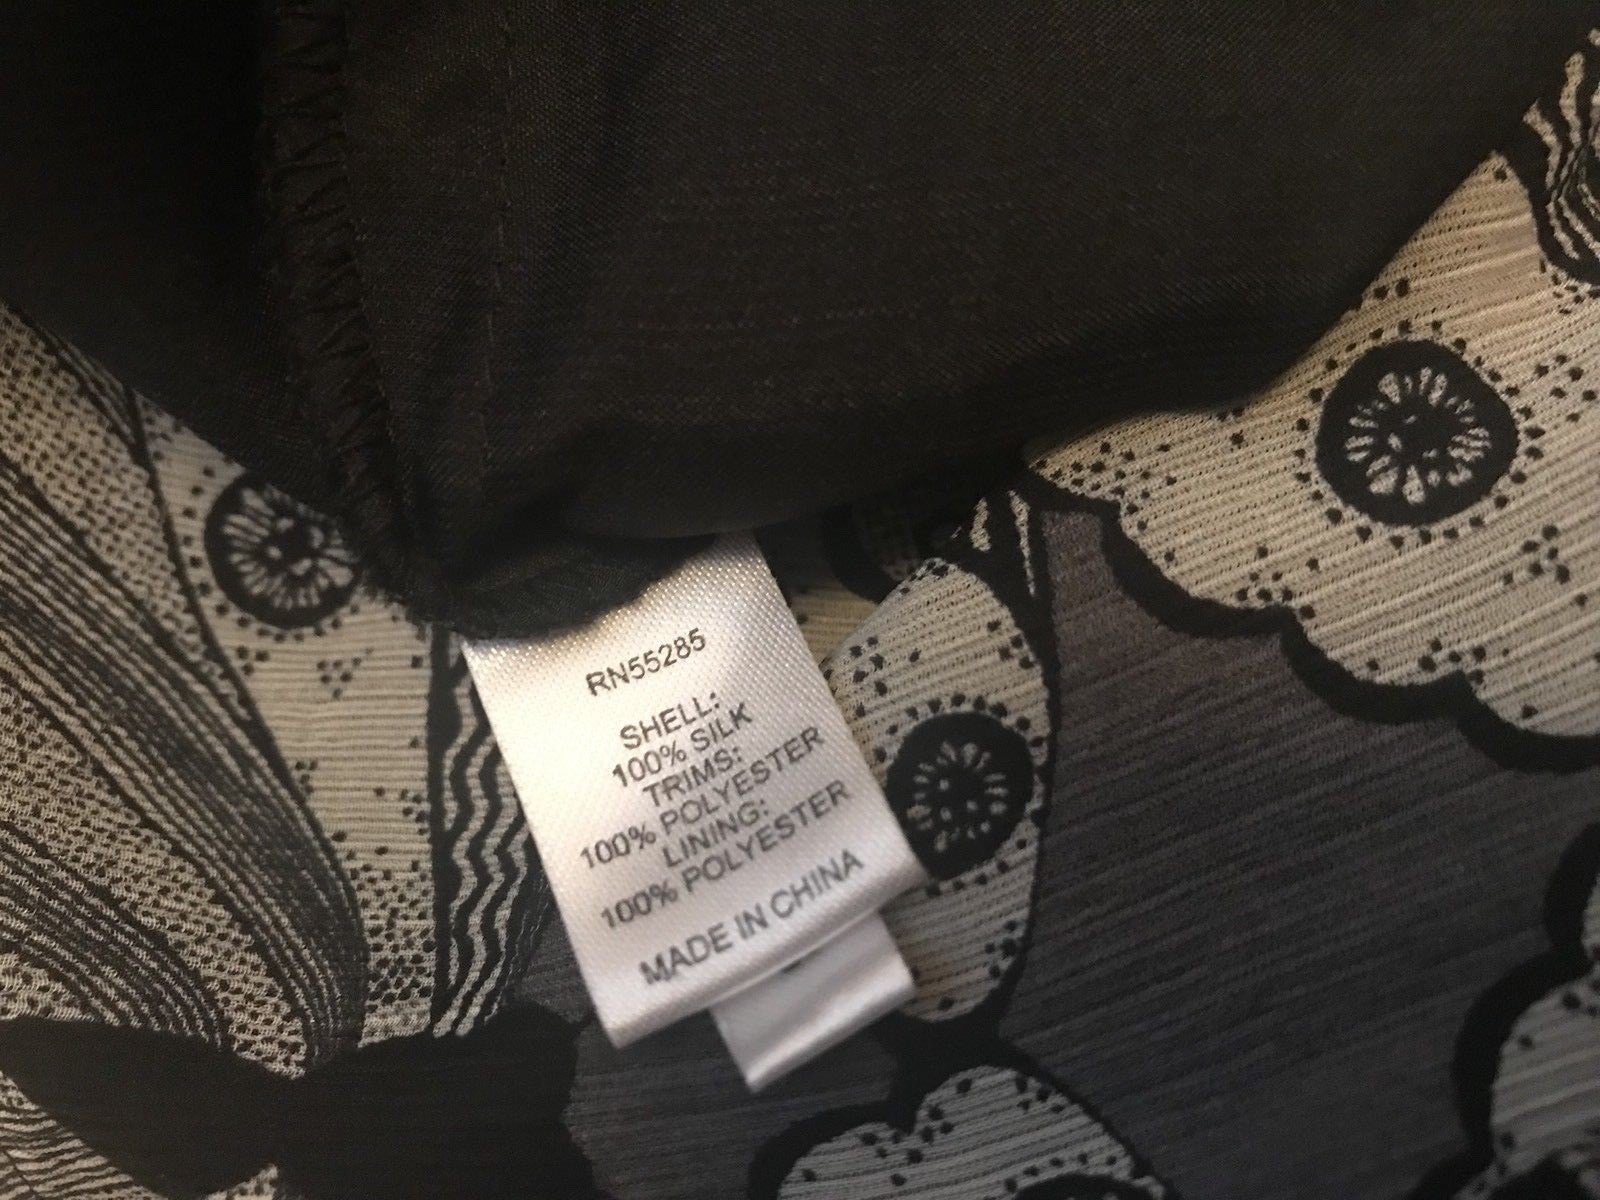 RN55285
SHELL:
100% SILK
TRIMS:
100% POLYESTER
LINING:
100% POLYESTER
MADE IN CHINA